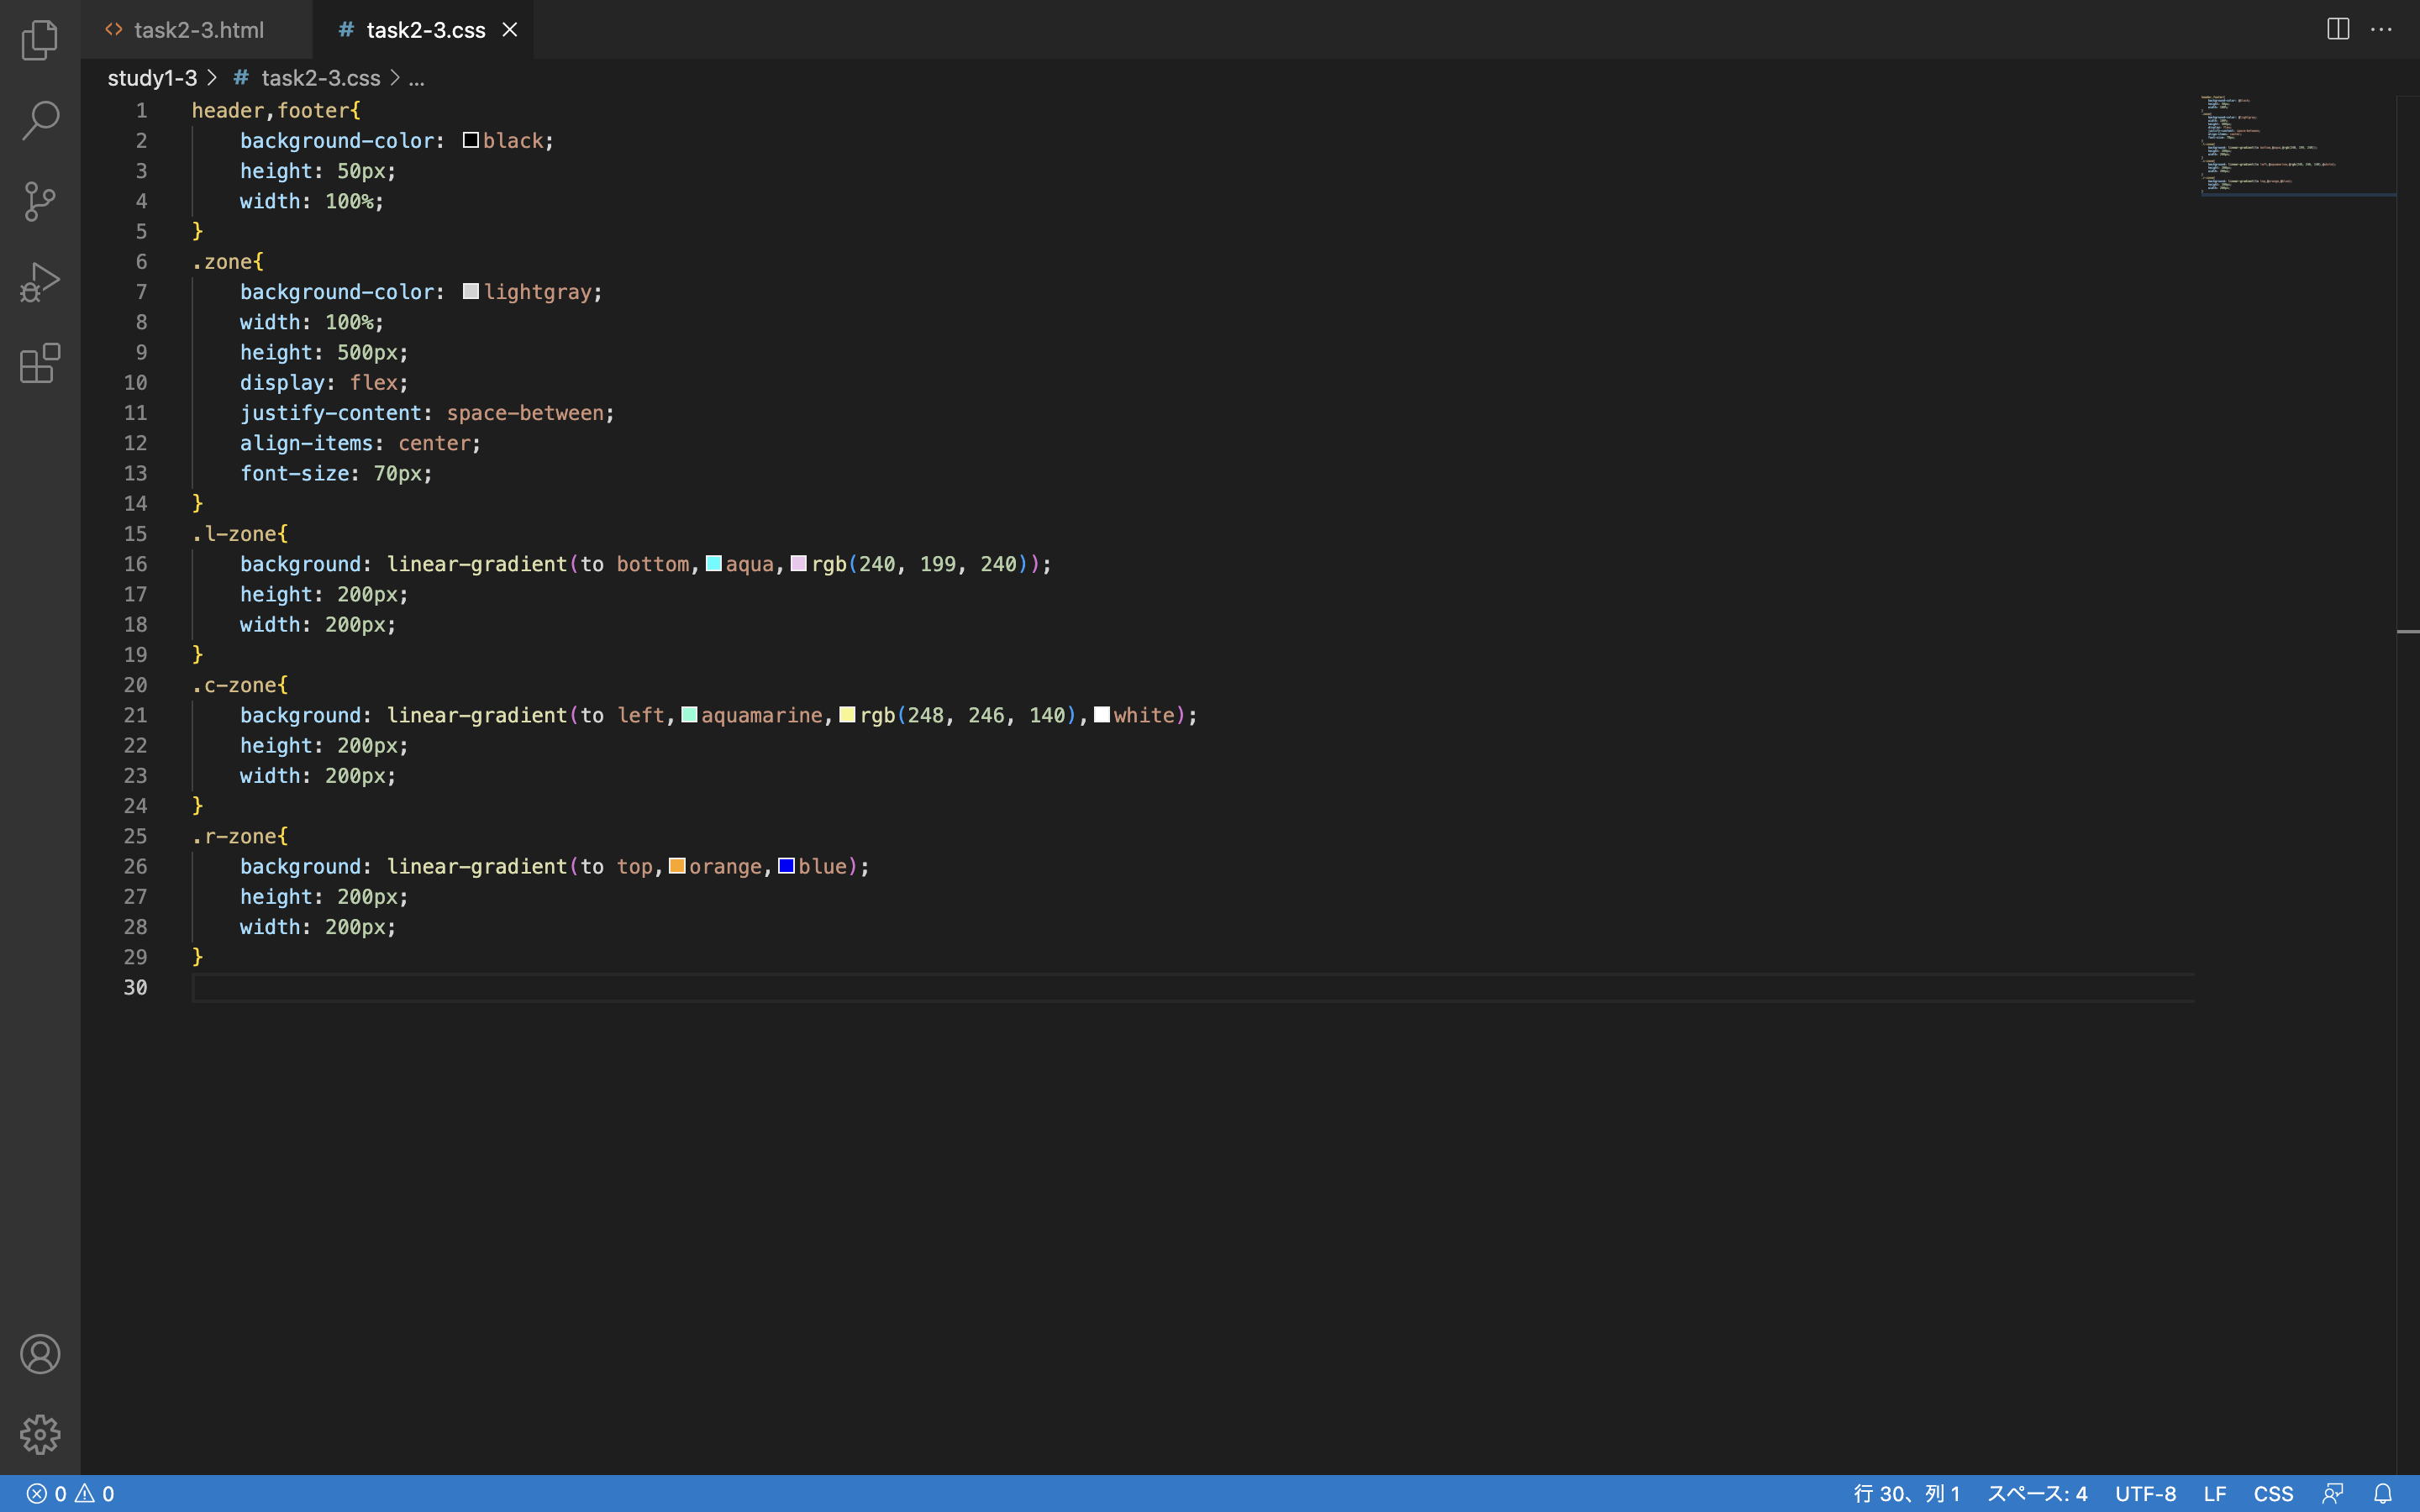 task2-3.html
task2-3.css
study1-3 > # task2-3.css > ...
1 header,footer{
2     background-color: black;
3     height: 50px;
4     width: 100%;
5 }
6 .zone{
7     background-color: lightgray;
8     width: 100%;
9     height: 500px;
10     display: flex;
11     justify-content: space-between;
12     align-items: center;
13     font-size: 70px;
14 }
15 .l-zone{
16     background: linear-gradient(to bottom,aqua,rgb(240, 199, 240));
17     height: 200px;
18     width: 200px;
19 }
20 .c-zone{
21     background: linear-gradient(to left,aquamarine,rgb(248, 246, 140),white);
22     height: 200px;
23     width: 200px;
24 }
25 .r-zone{
26     background: linear-gradient(to top,orange,blue);
27     height: 200px;
28     width: 200px;
29 }
30
0 0 行 30、列 1 スペース: 4 UTF-8 LF CSS